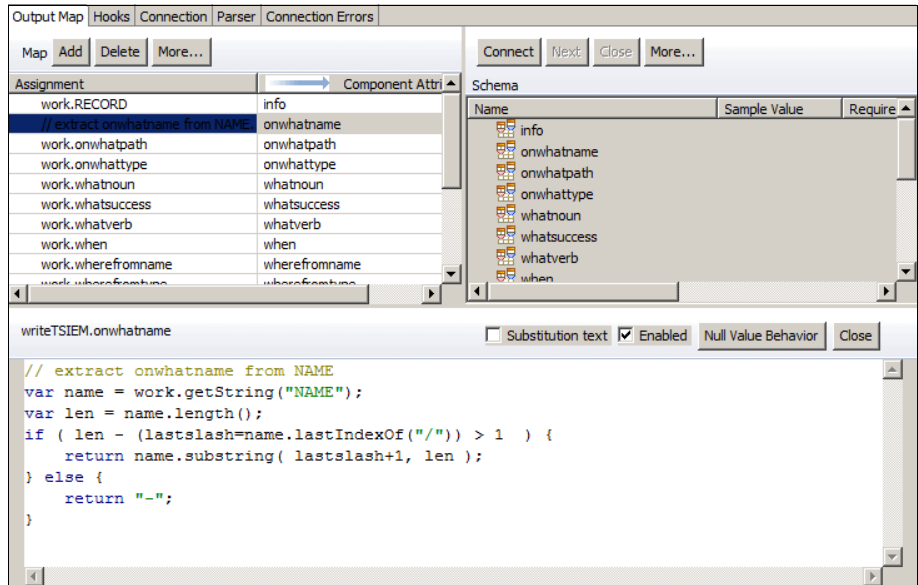 Output Map Hooks Connection Parser Connection Errors
Map Add Delete More...
Connect Next Close More...
Assignment Component Attri
Schema
work.RECORD info
// extract onwhatname from NAME. onwhatname
work.onwhatpath onwhatpath
work.onwhattype onwhattype
work.whatnoun whatnoun
work.whatsuccess whatsuccess
work.whatverb whatverb
work.when when
work.wherefromname wherefromname
work.wherefromtype wherefromtype
Name Sample Value Require
info
onwhatname
onwhatpath
onwhattype
whatnoun
whatsuccess
whatverb
when
writeTSIEM.onwhatname Substitution text Enabled Null Value Behavior Close
// extract onwhatname from NAME
var name = work.getString("NAME");
var len = name.length();
if ( len - (lastslash=name.lastIndexOf("/")) > 1  ) {
    return name.substring( lastslash+1, len );
} else {
    return "-";
}